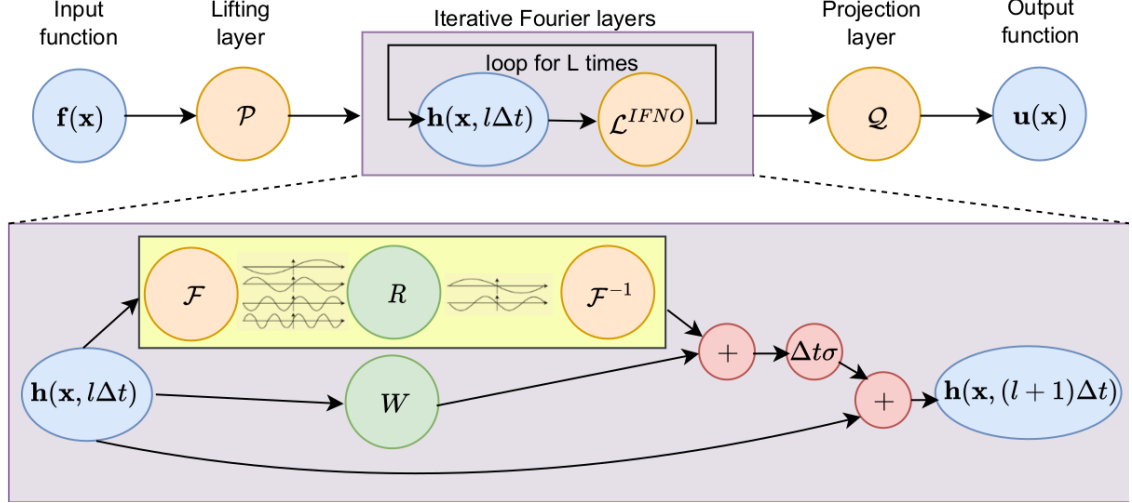 Input
function
Lifting
layer
Iterative Fourier layers
Projection
layer
Output
function
loop for L times
f(x)
𝒫
h(x, lΔt)
ℒ^{IFNO}
𝒬
u(x)
ℱ
R
ℱ^{-1}
h(x, lΔt)
W
+
Δtσ
+
h(x, (l + 1)Δt)